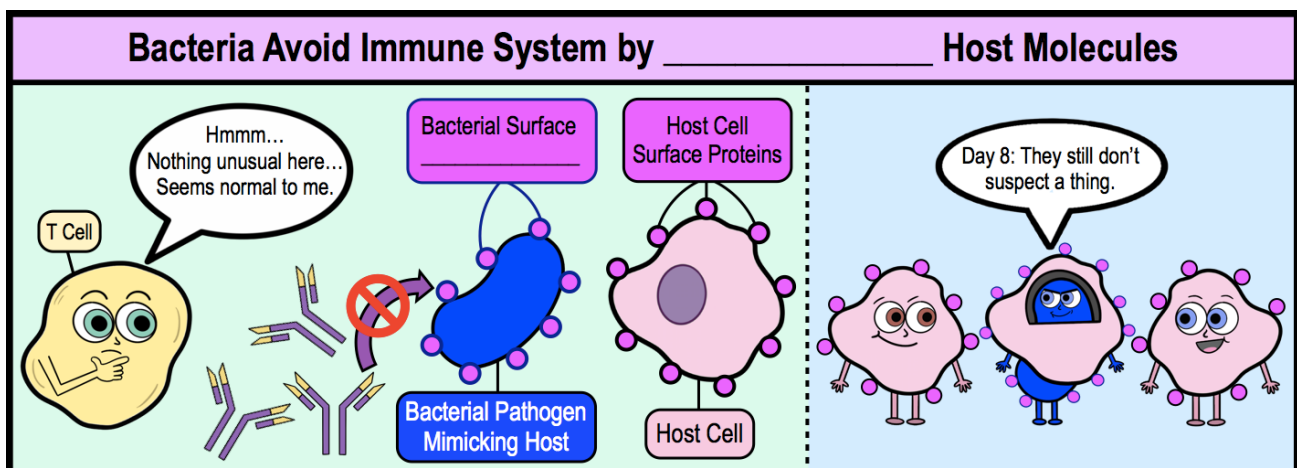 Bacteria Avoid Immune System by _______________ Host Molecules
Hmmm…
Nothing unusual here…
Seems normal to me.
T Cell
Bacterial Surface
_______________
Host Cell
Surface Proteins
Bacterial Pathogen
Mimicking Host
Host Cell
Day 8: They still don’t
suspect a thing.